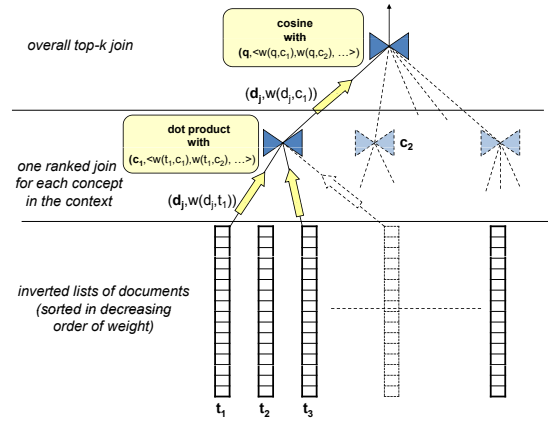 overall top-k join
cosine
with
(q,<w(q,c1),w(q,c2), …>)
(dj,w(dj,c1))
dot product
with
(c1,<w(t1,c1),w(t1,c2), …>)
c2
one ranked join
for each concept
in the context
(dj,w(dj,t1))
inverted lists of documents
(sorted in decreasing
order of weight)
t1 t2 t3